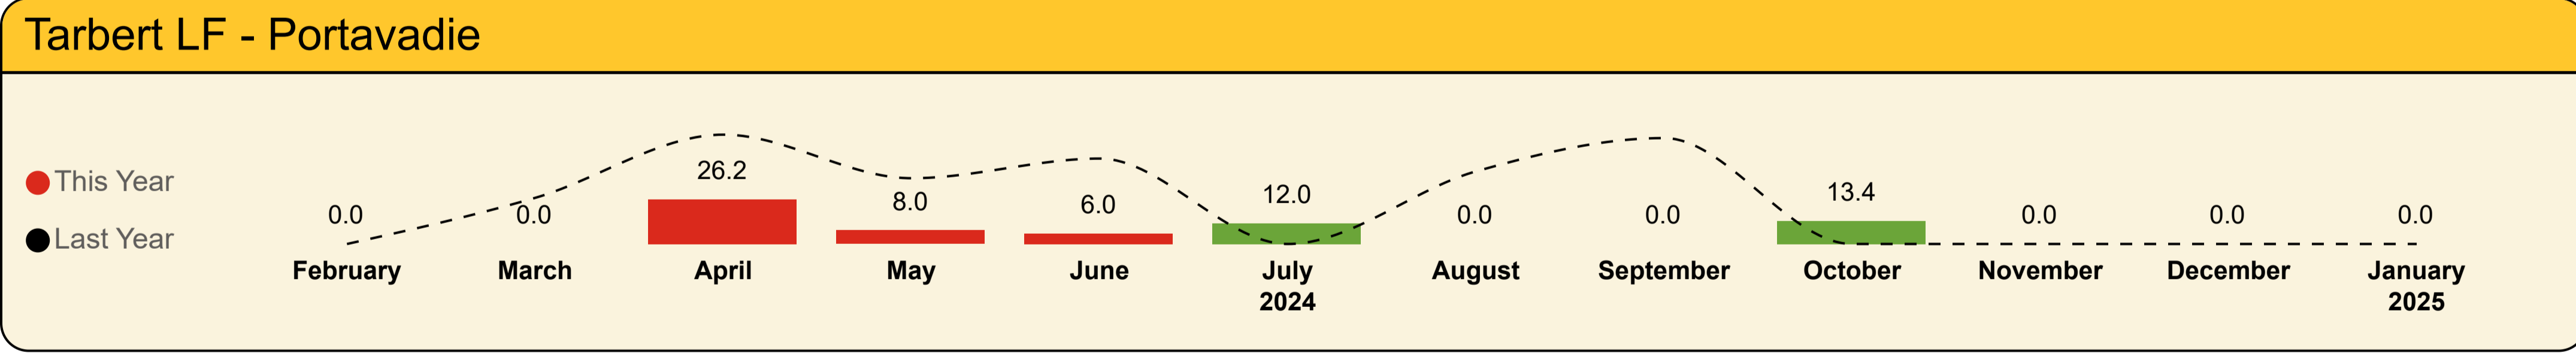 Tarbert LF - Portavadie
This Year
Last Year
0.0 0.0 26.2 8.0 6.0 12.0 0.0 0.0 13.4 0.0 0.0 0.0
February March April May June July August September October November December January
2024 2025